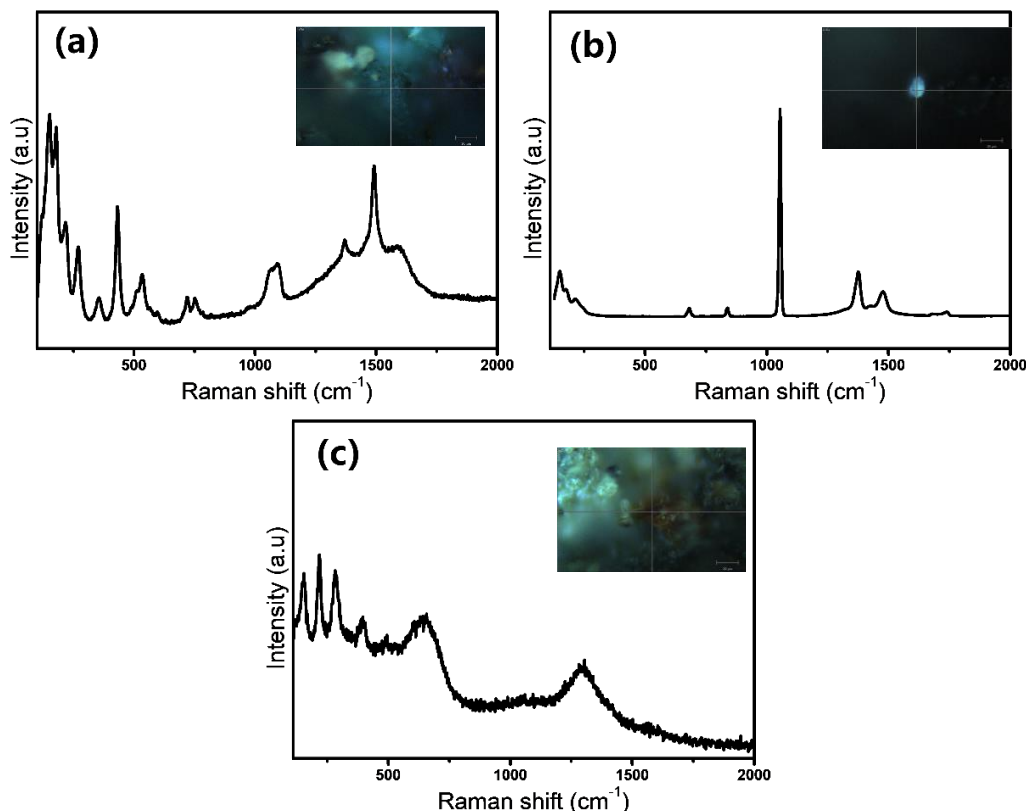 (a)
Intensity (a.u)
500
1000
1500
2000
Raman shift (cm-1)
(b)
Intensity (a.u)
500
1000
1500
2000
Raman shift (cm-1)
(c)
Intensity (a.u)
500
1000
1500
2000
Raman shift (cm-1)